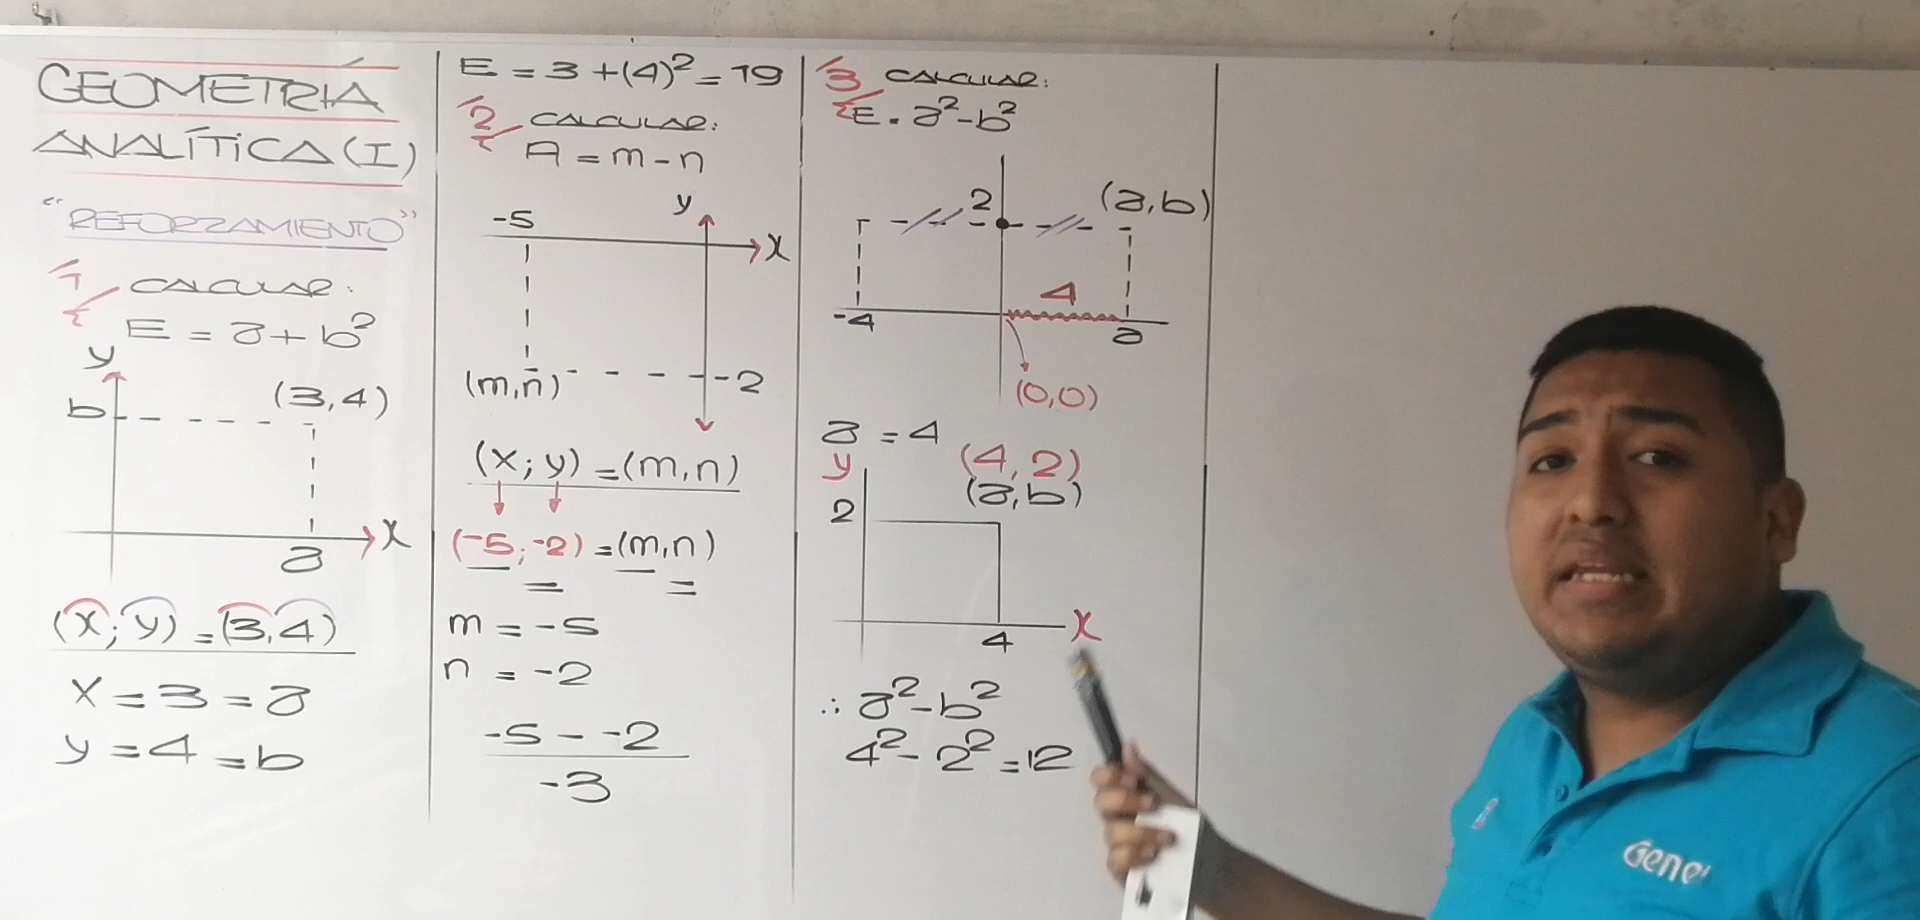 GEOMETRÍA
ANALÍTICA (I)
"REFORZAMIENTO"
1 CALCULAR:
E = a + b²
y
b
(3,4)
x
a
(x; y) = (3,4)
x = 3 = a
y = 4 = b
E = 3 + (4)² = 19
2 CALCULAR:
A = m - n
-5
y
x
(m,n)
-2
(x; y) = (m,n)
(-5; -2) = (m,n)
m = -5
n = -2
-5 - -2
-3
3 CALCULAR:
E = a² - b²
2
(a,b)
4
-4
a
(0,0)
a = 4
y
(4,2)
(a,b)
2
x
4
∴ a² - b²
4² - 2² = 12
Gene